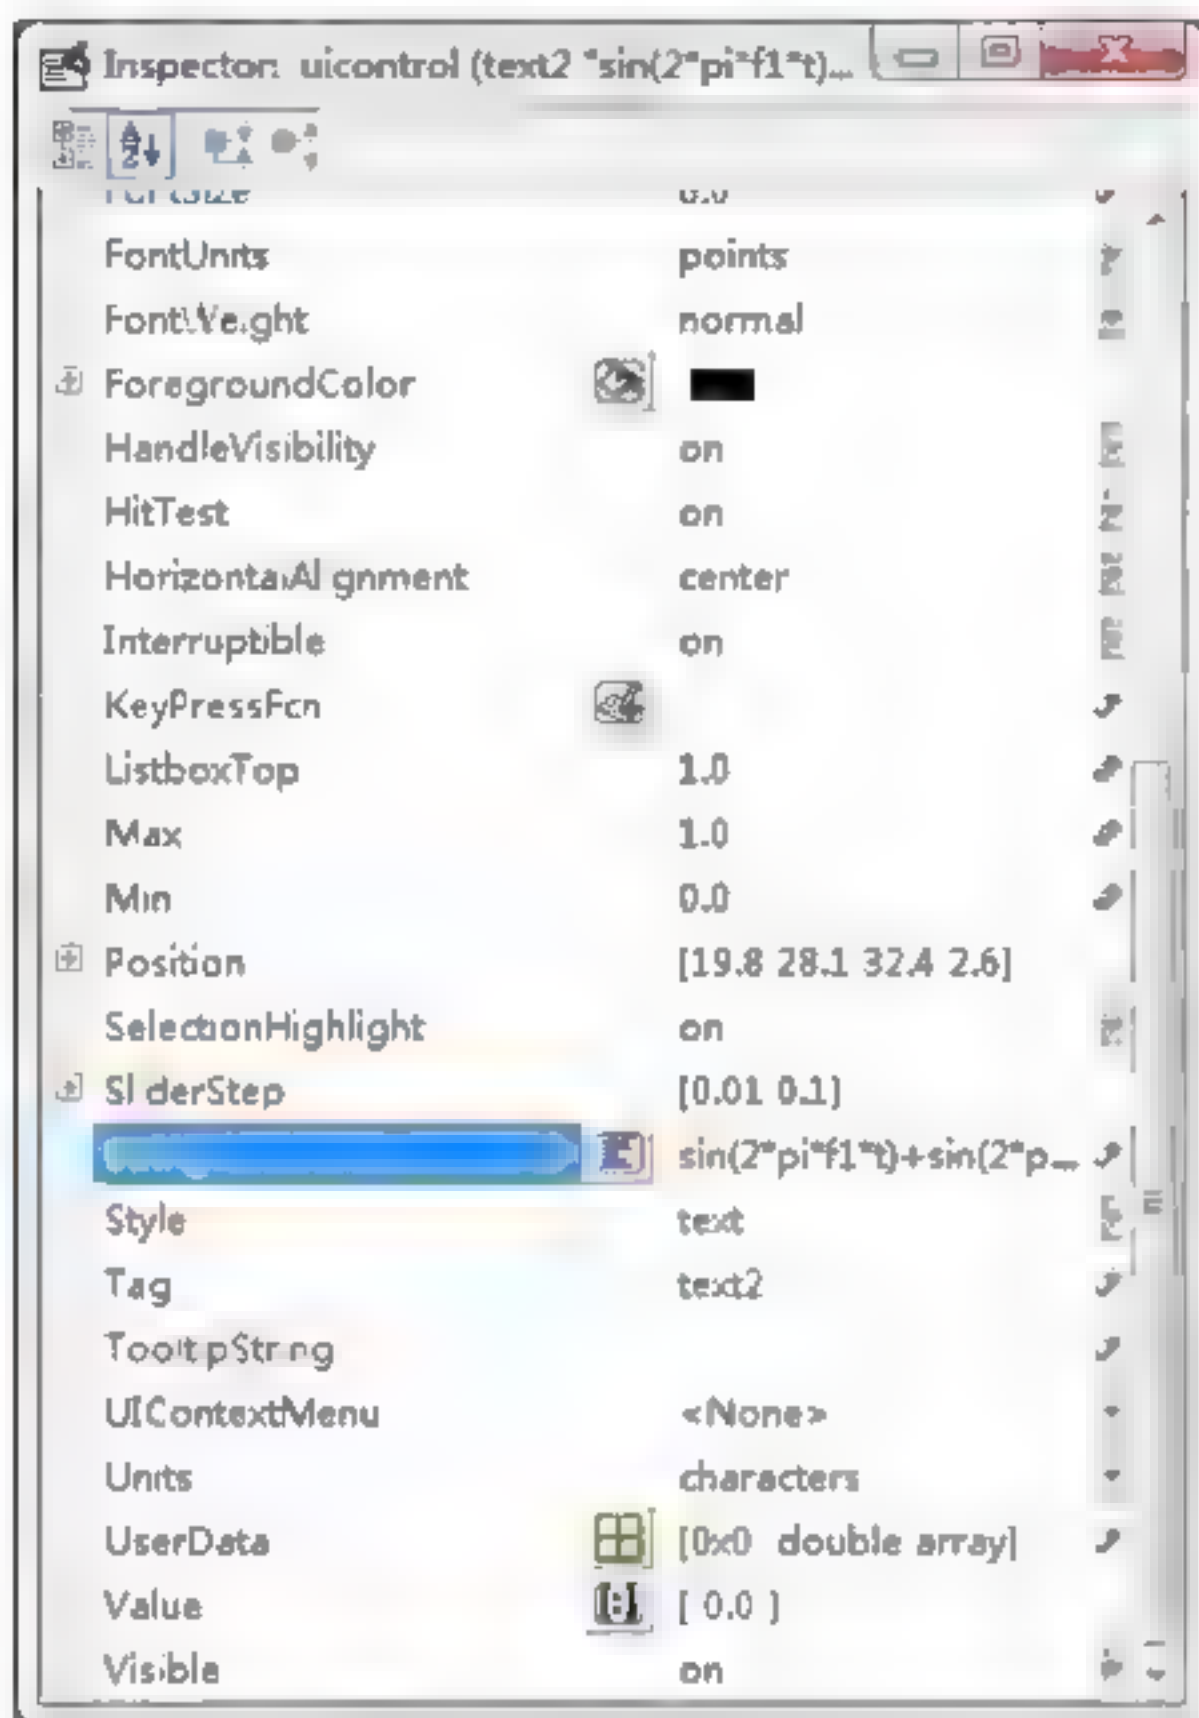 Inspector: uicontrol (text2 "sin(2*pi*f1*t)...
FontSize
FontUnits points
FontWeight normal
ForegroundColor
HandleVisibility on
HitTest on
HorizontalAlignment center
Interruptible on
KeyPressFcn
ListboxTop 1.0
Max 1.0
Min 0.0
Position [19.8 28.1 32.4 2.6]
SelectionHighlight on
SliderStep [0.01 0.1]
sin(2*pi*f1*t)+sin(2*p...
Style text
Tag text2
TooltipString
UIContextMenu <None>
Units characters
UserData [0x0 double array]
Value [ 0.0 ]
Visible on